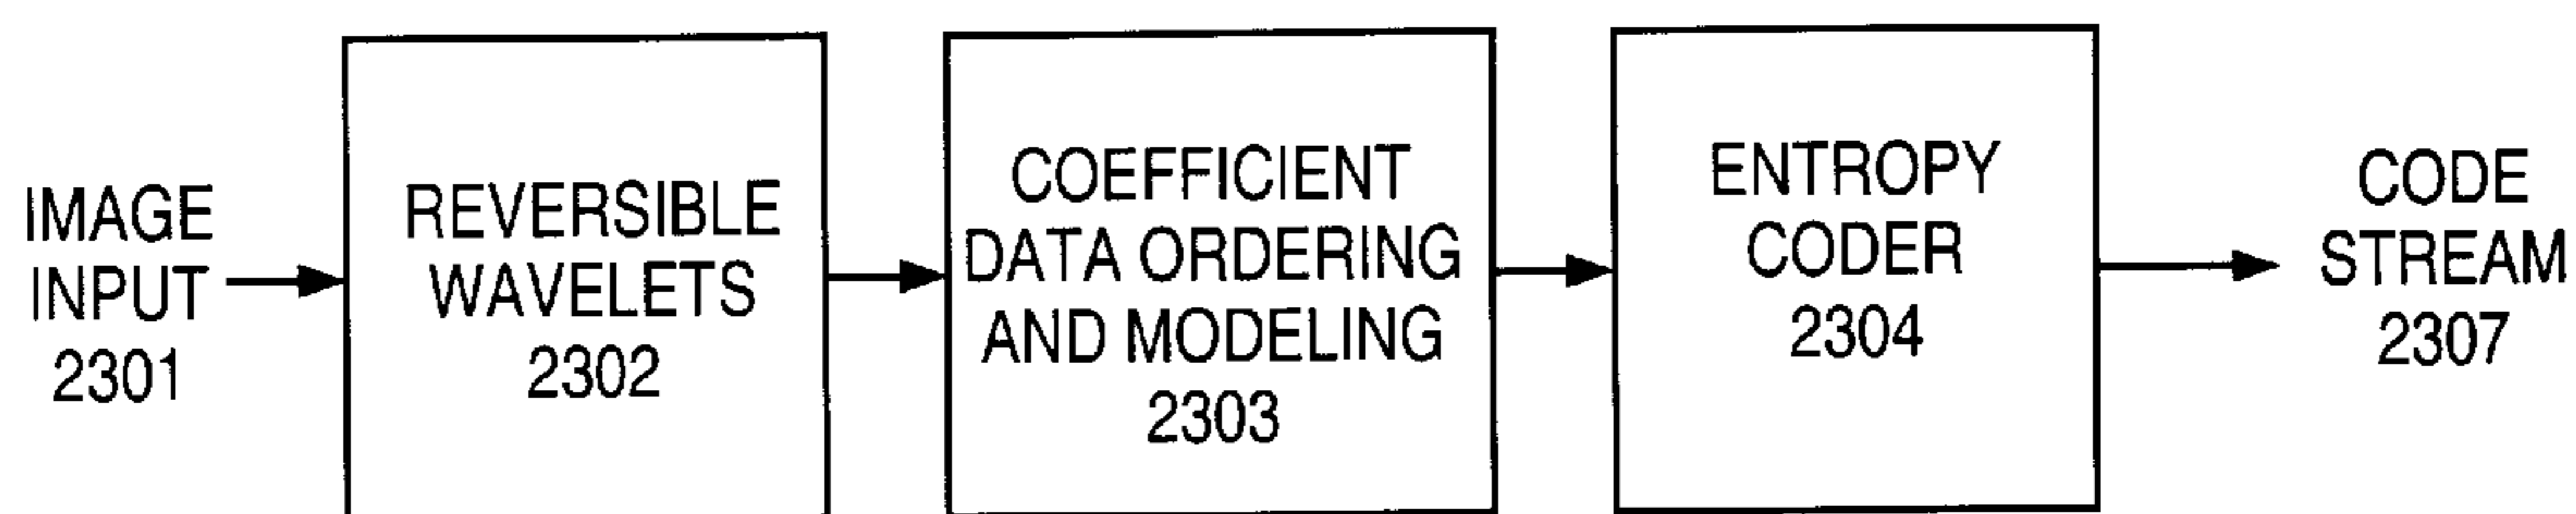 IMAGE
INPUT
2301
REVERSIBLE
WAVELETS
2302
COEFFICIENT
DATA ORDERING
AND MODELING
2303
ENTROPY
CODER
2304
CODE
STREAM
2307